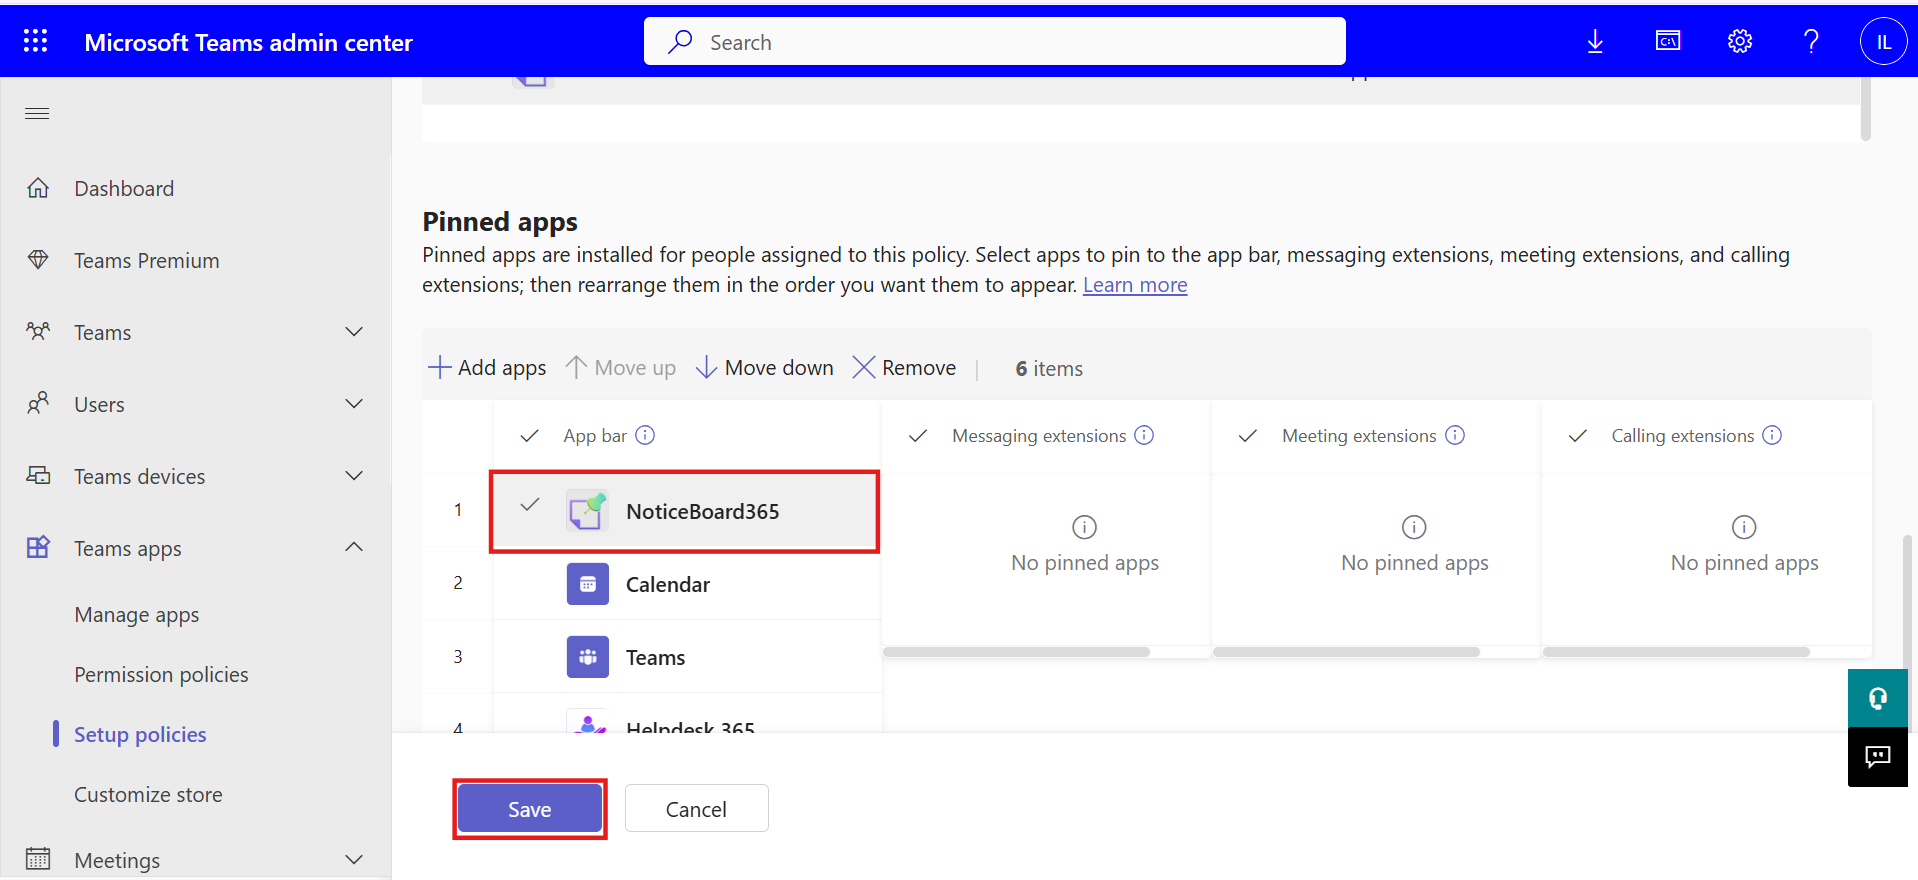 Microsoft Teams admin center
Search
IL
Dashboard
Teams Premium
Teams
Users
Teams devices
Teams apps
Manage apps
Permission policies
Setup policies
Customize store
Meetings
Pinned apps
Pinned apps are installed for people assigned to this policy. Select apps to pin to the app bar, messaging extensions, meeting extensions, and calling
extensions; then rearrange them in the order you want them to appear. Learn more
Add apps Move up Move down Remove | 6 items
App bar Messaging extensions Meeting extensions Calling extensions
1 NoticeBoard365
No pinned apps No pinned apps No pinned apps
2 Calendar
3 Teams
4 Helpdesk 365
Save Cancel